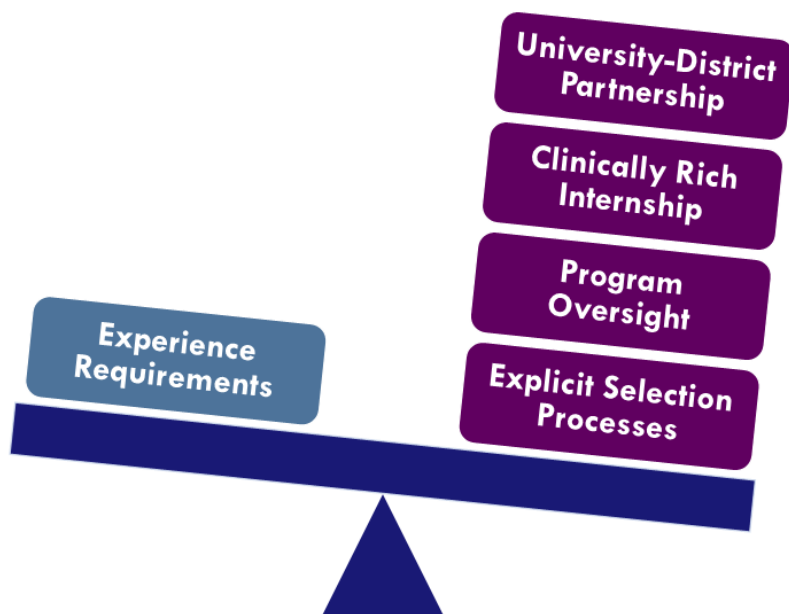 University-District
Partnership
Clinically Rich
Internship
Program
Oversight
Explicit Selection
Processes
Experience
Requirements